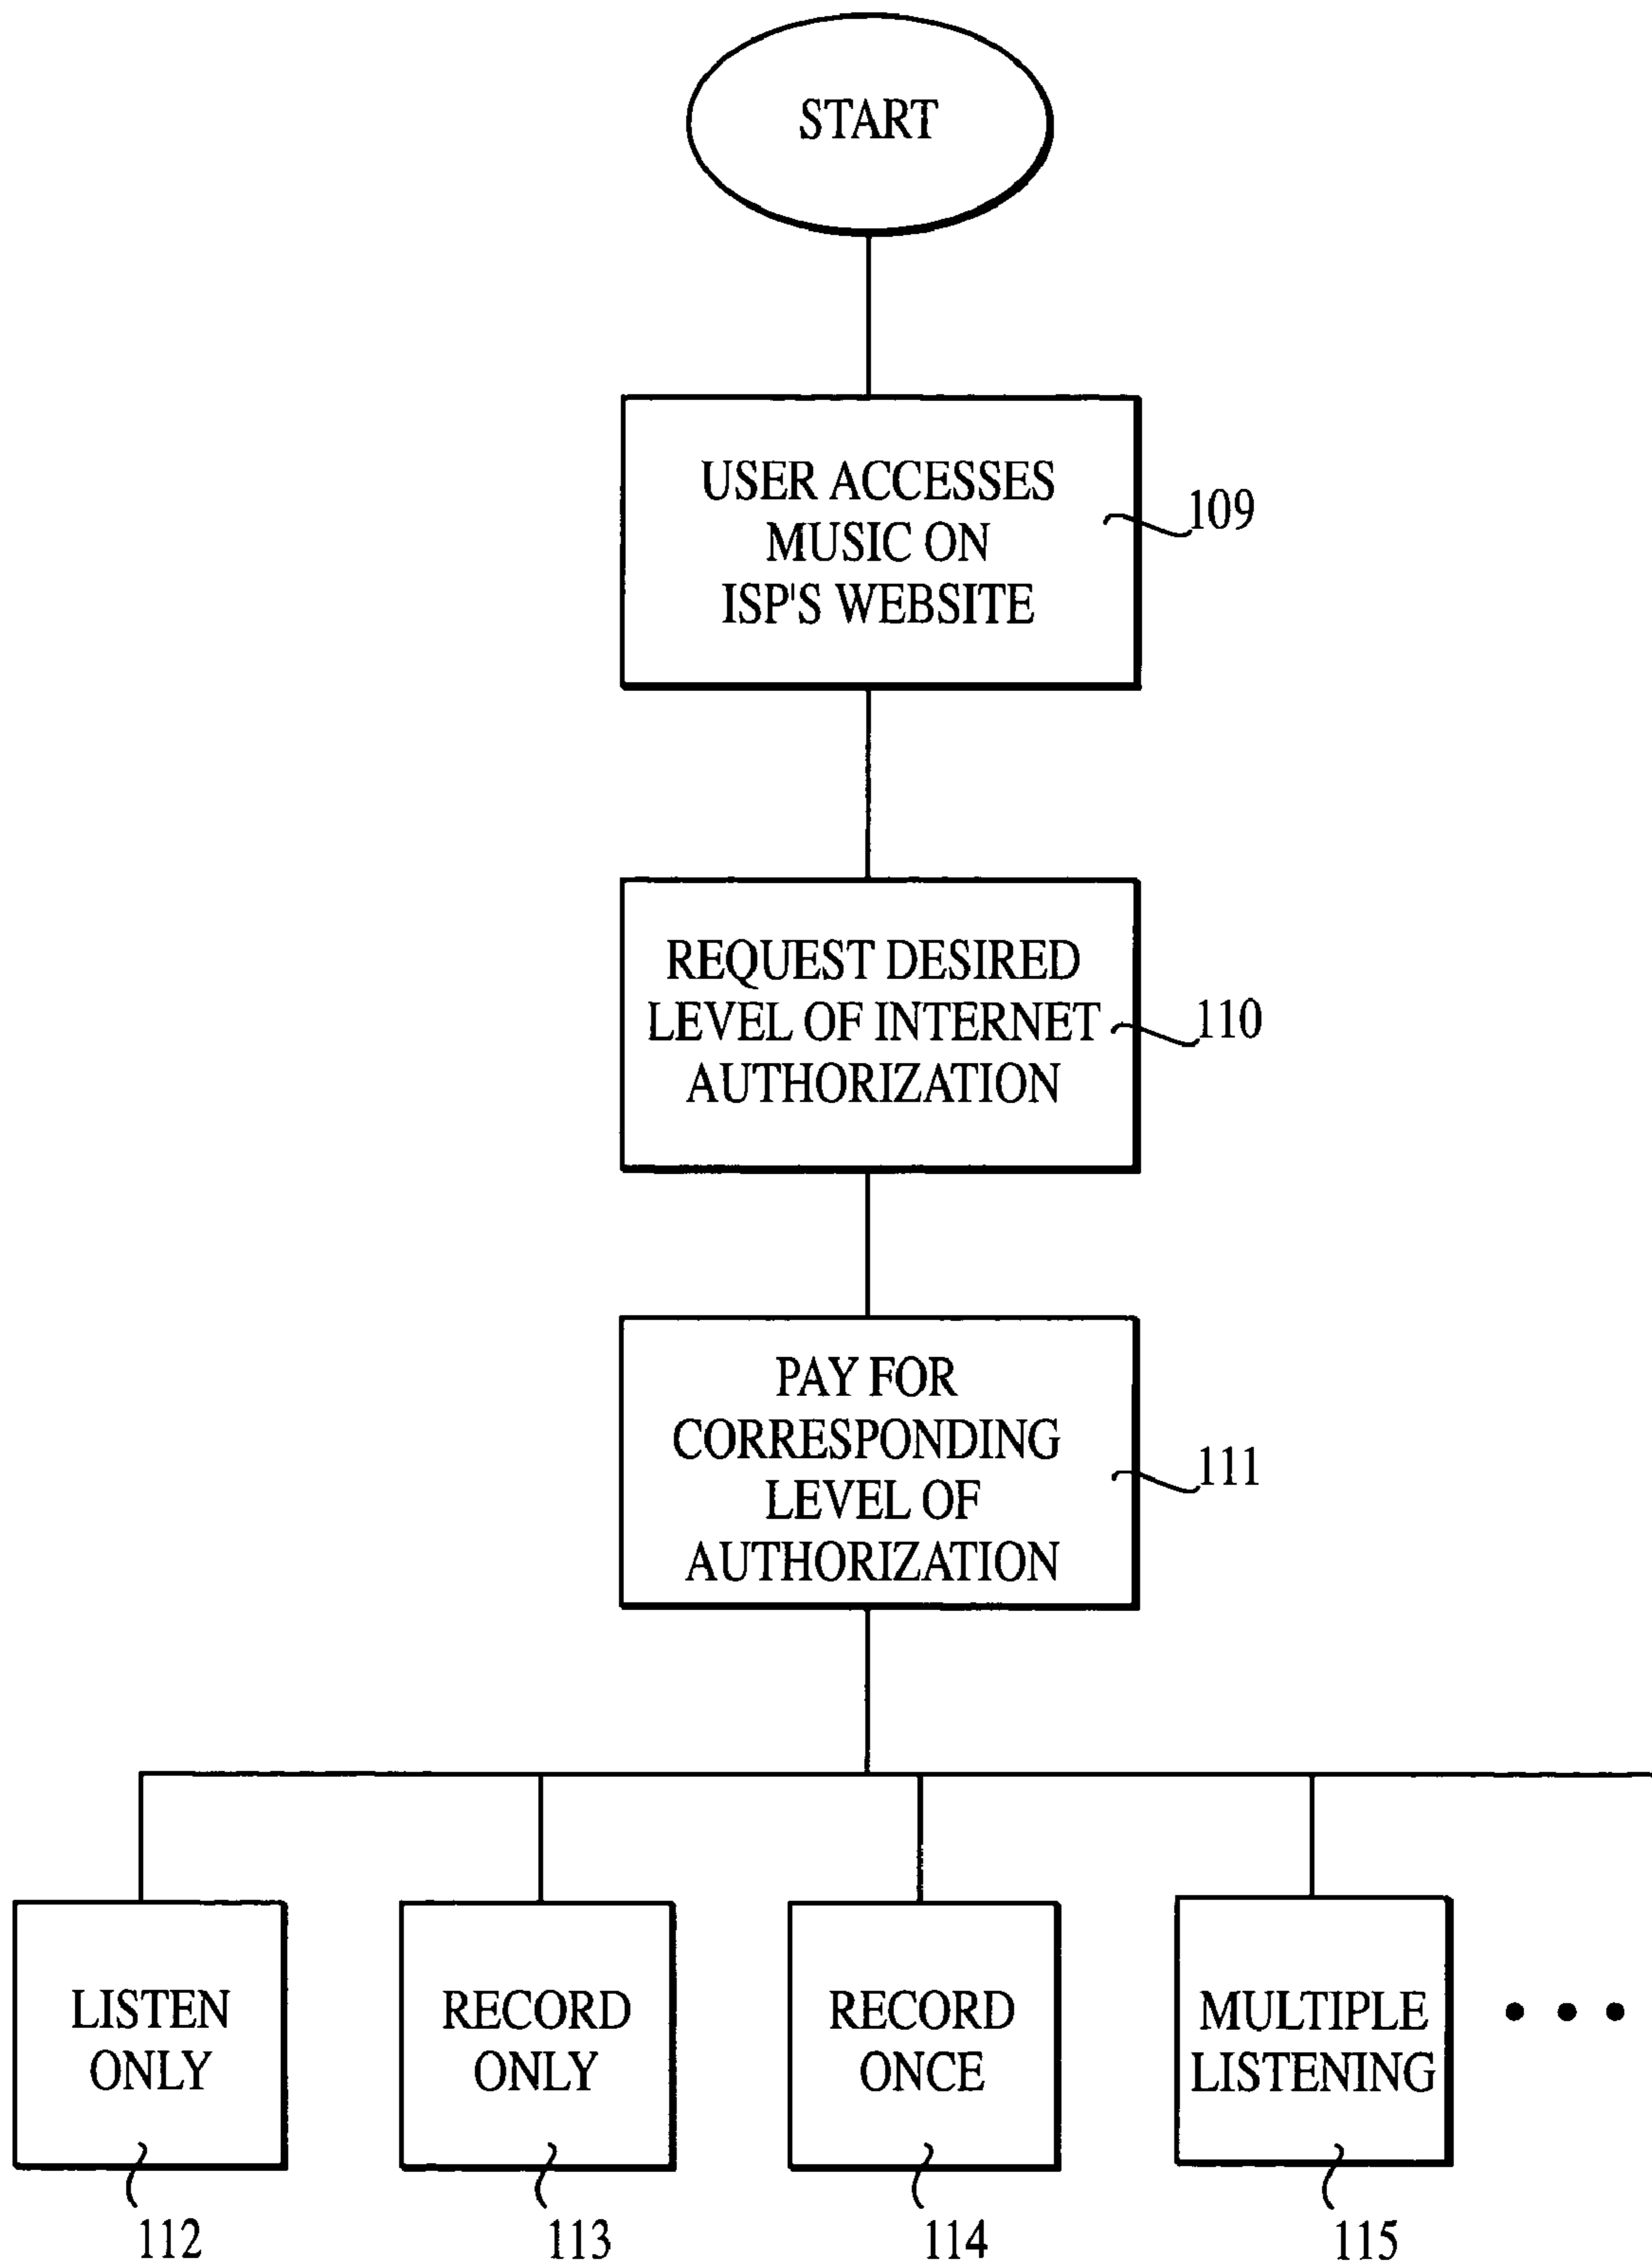 START
USER ACCESSES
MUSIC ON
ISP'S WEBSITE
109
REQUEST DESIRED
LEVEL OF INTERNET
AUTHORIZATION
110
PAY FOR
CORRESPONDING
LEVEL OF
AUTHORIZATION
111
LISTEN
ONLY
RECORD
ONLY
RECORD
ONCE
MULTIPLE
LISTENING
112
113
114
115